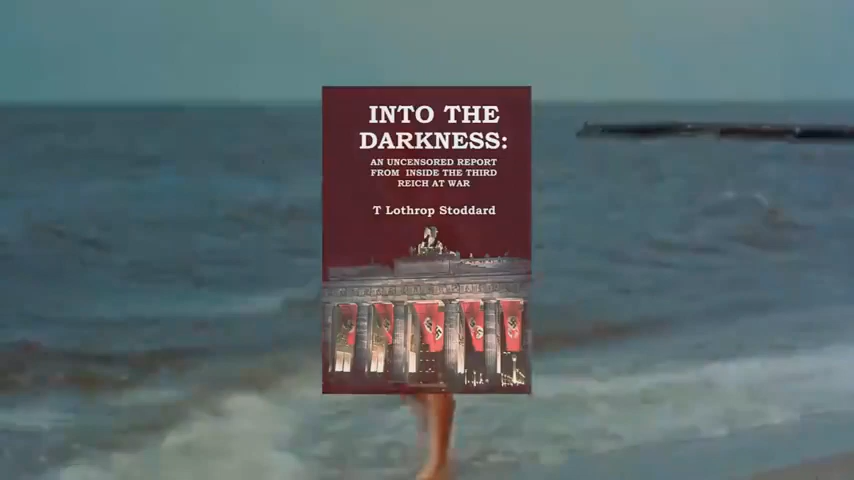 INTO THE
DARKNESS:
AN UNCENSORED REPORT
FROM INSIDE THE THIRD
REICH AT WAR
T Lothrop Stoddard